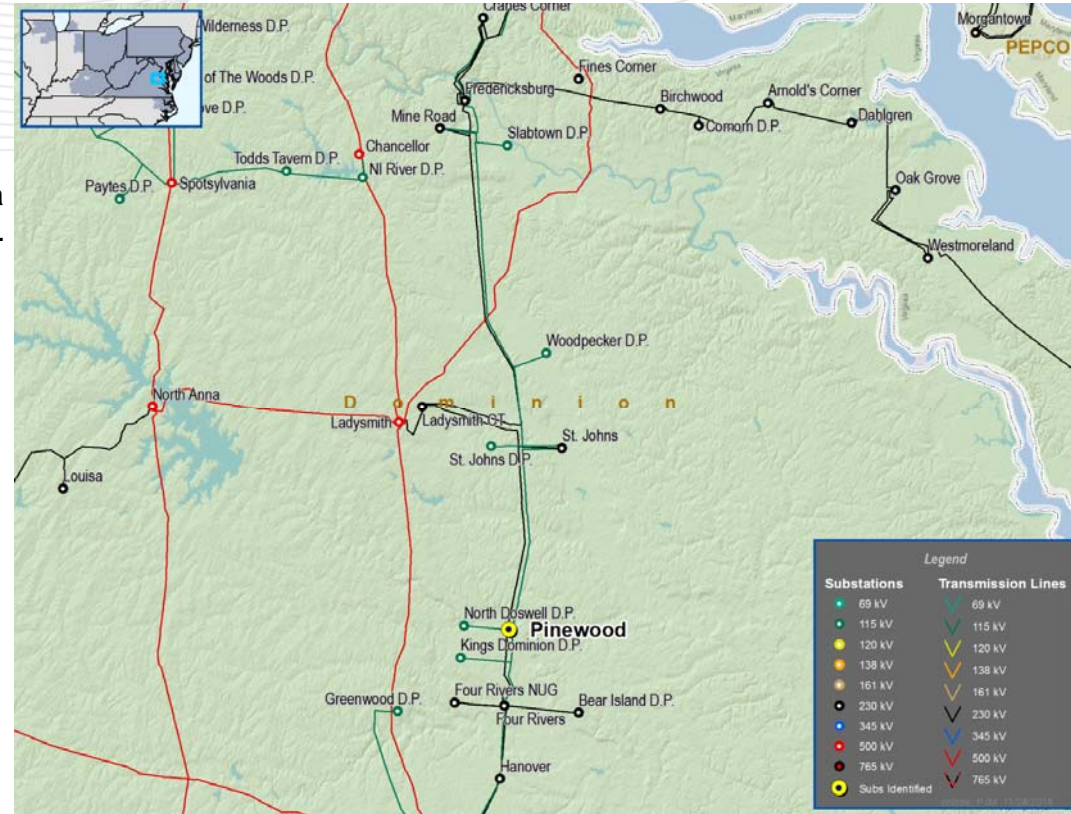 Cranes Corner
Morgantown
Maryland
PEPCO
Wilderness D.P.
Fines Corner
Virginia
of The Woods D.P.
ove D.P.
Fredericksburg
Birchwood
Arnold's Corner
Mine Road
Slabtown D.P.
Comorn D.P.
Dahlgren
Chancellor
Todds Tavern D.P.
NI River D.P.
Oak Grove
Paytes D.P.
Spotsylvania
Westmoreland
Virginia
Woodpecker D.P.
North Anna
Dominion
Ladysmith
Ladysmith CT
St. Johns
St. Johns D.P.
Louisa
North Doswell D.P.
Pinewood
Kings Dominion D.P.
Four Rivers NUG
Greenwood D.P.
Bear Island D.P.
Four Rivers
Hanover
Legend
Substations Transmission Lines
69 kV 69 kV
115 kV 115 kV
120 kV 120 kV
138 kV 138 kV
161 kV 161 kV
230 kV 230 kV
345 kV 345 kV
500 kV 500 kV
765 kV 765 kV
Subs Identified